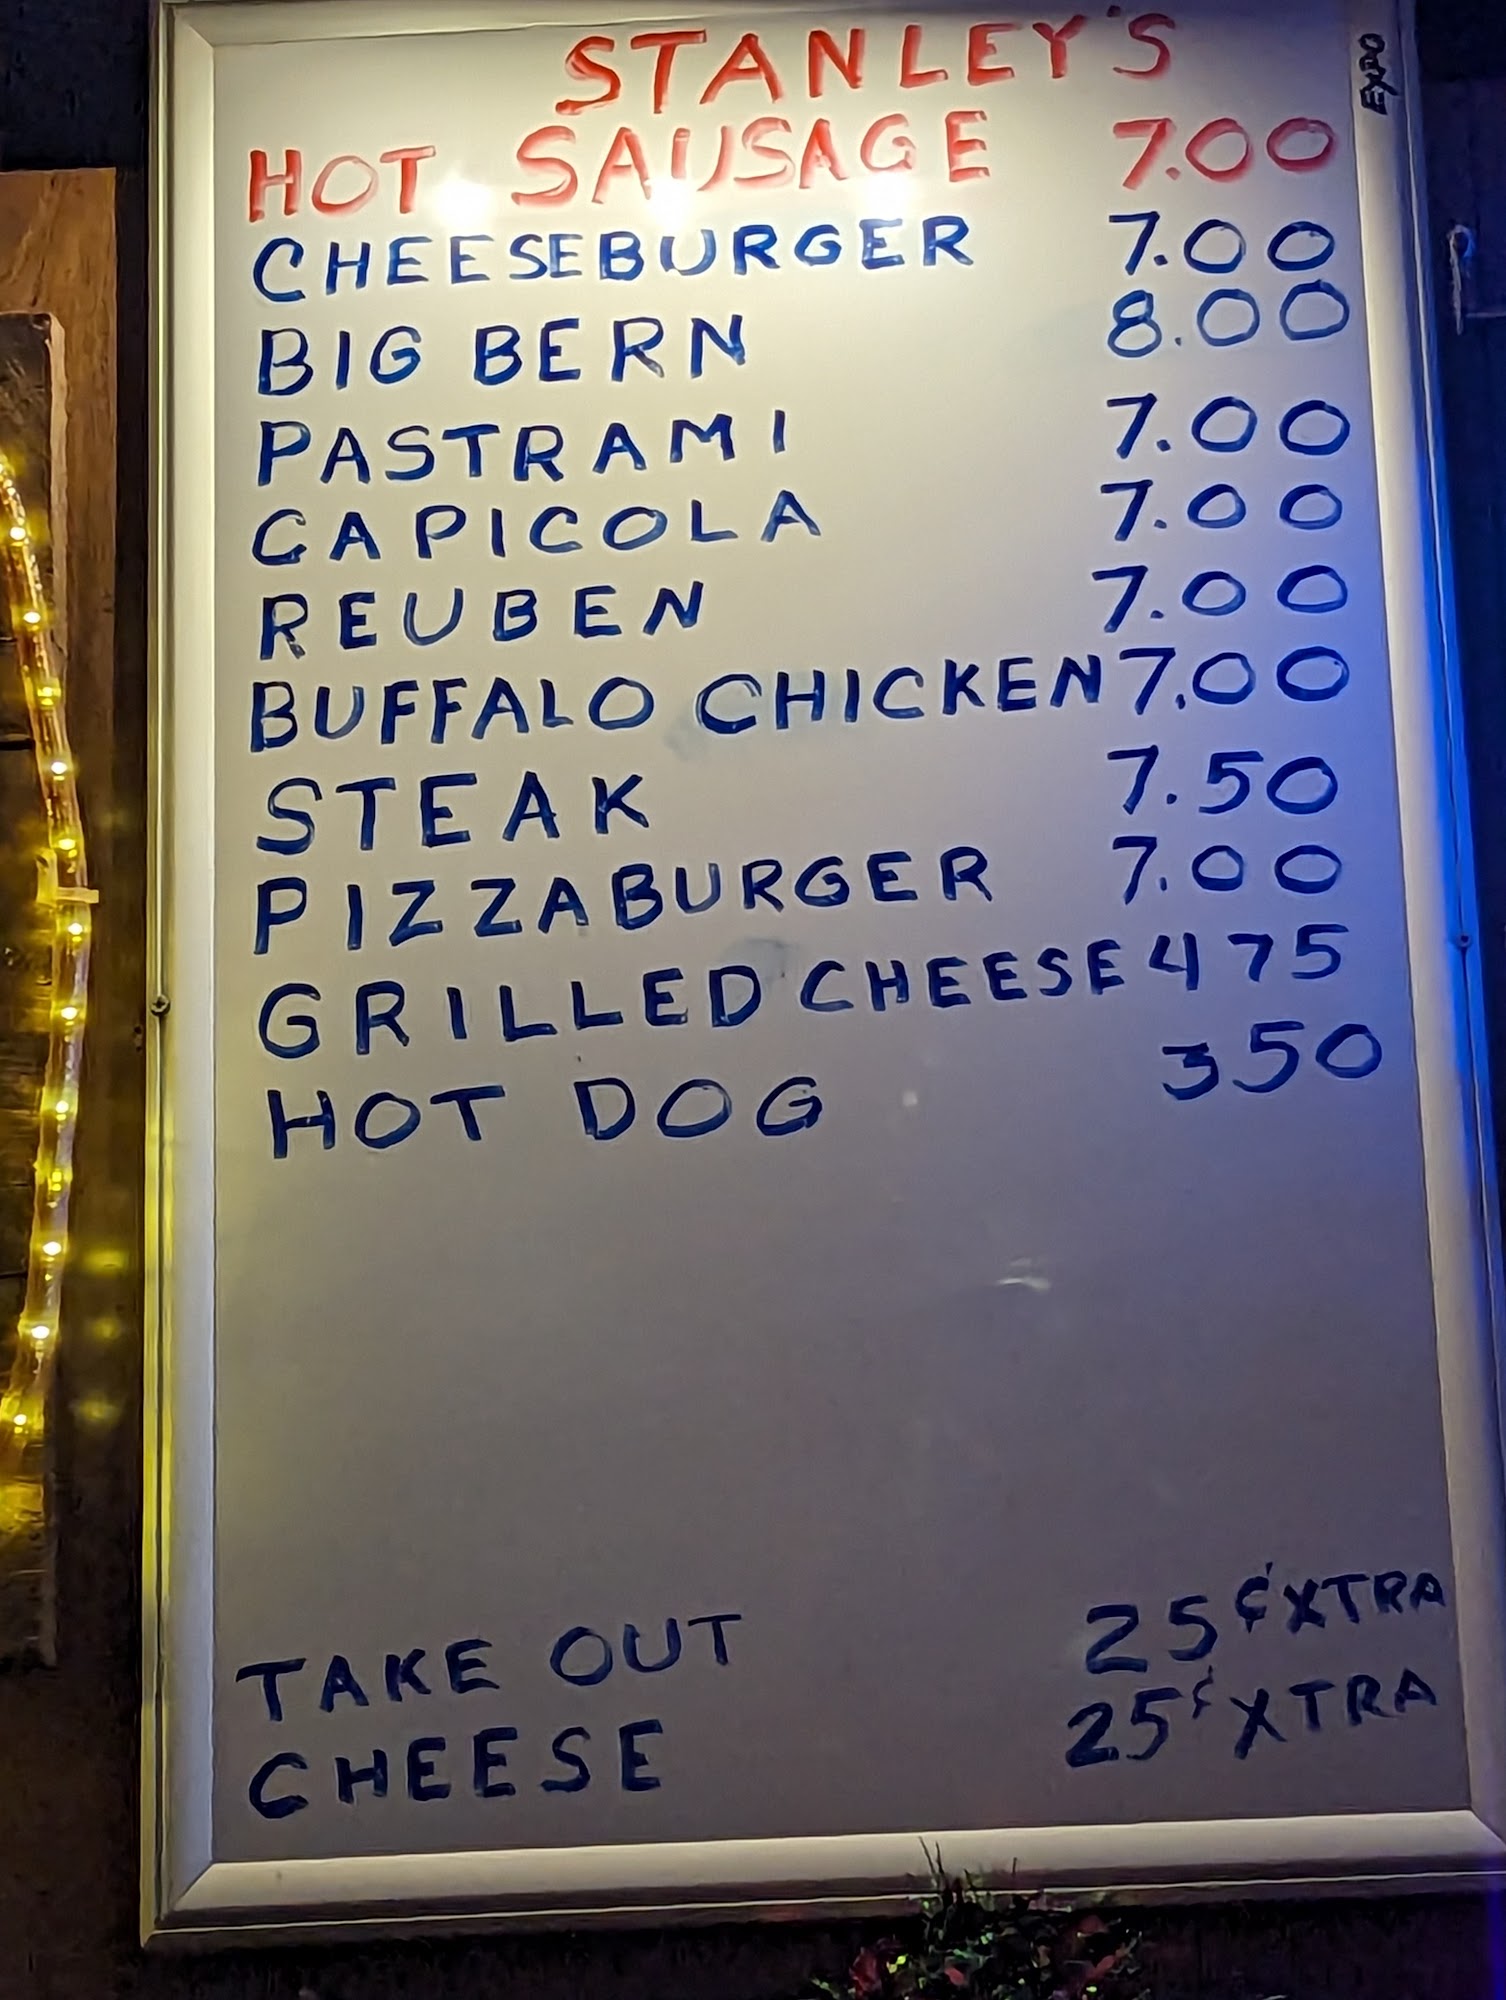 STANLEY'S
HOT SAUSAGE 7.00
CHEESEBURGER 7.00
BIG BERN 8.00
PASTRAMI 7.00
CAPICOLA 7.00
REUBEN 7.00
BUFFALO CHICKEN 7.00
STEAK 7.50
PIZZABURGER 7.00
GRILLED CHEESE 475
HOT DOG 350
TAKE OUT 25¢ XTRA
CHEESE 25¢ XTRA
EXPO